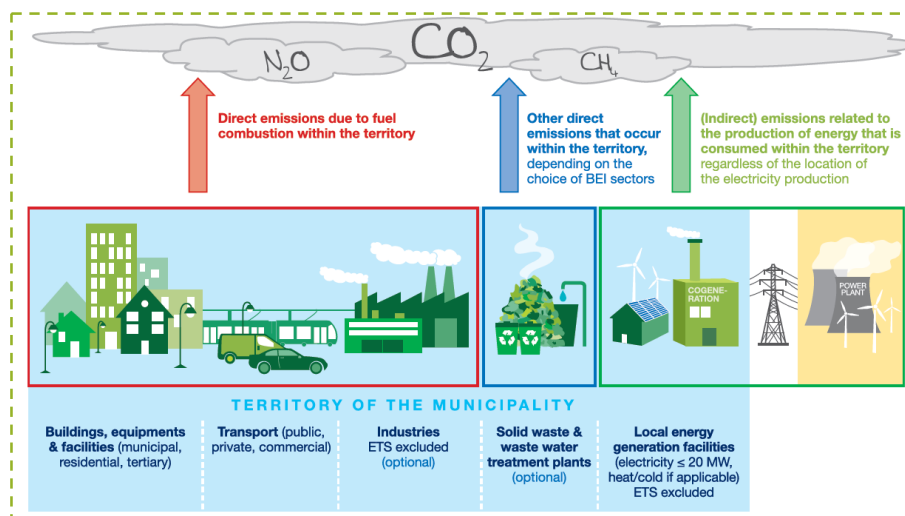 CO2
N2O
CH4
Direct emissions due to fuel
combustion within the territory
Other direct
emissions that occur
within the territory,
depending on the
choice of BEI sectors
(Indirect) emissions related to
the production of energy that is
consumed within the territory
regardless of the location of
the electricity production
COGENE-
RATION
POWER
PLANT
TERRITORY OF THE MUNICIPALITY
Buildings, equipments
& facilities (municipal,
residential, tertiary)
Transport (public,
private, commercial)
Industries
ETS excluded
(optional)
Solid waste &
waste water
treatment plants
(optional)
Local energy
generation facilities
(electricity ≤ 20 MW,
heat/cold if applicable)
ETS excluded